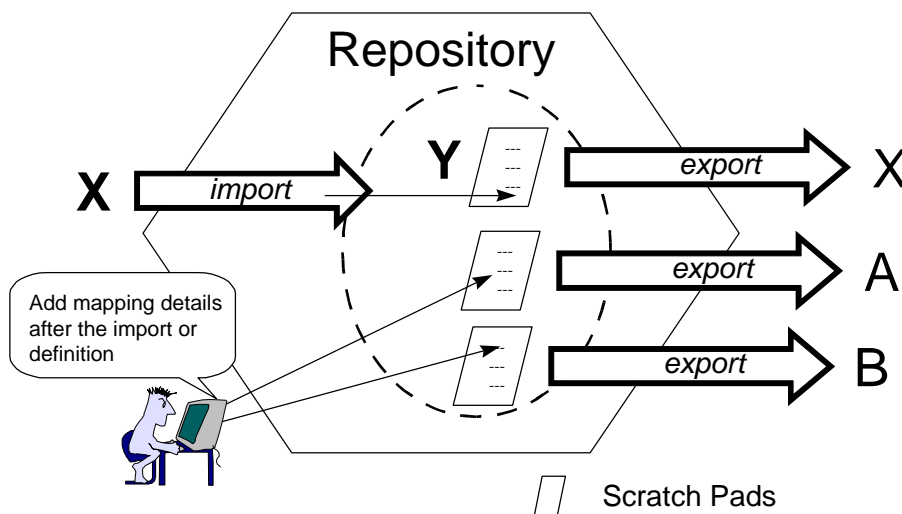 Repository
Y
--- 
---
---
export
X
X
import
---
---
---
export
A
Add mapping details
after the import or
definition
--
---
---
export
B
Scratch Pads